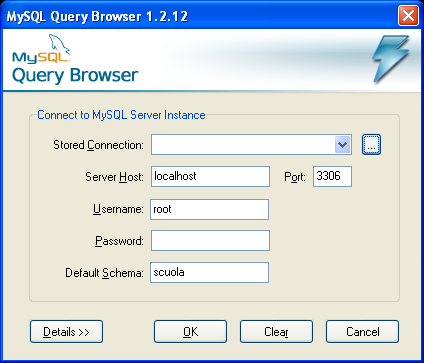 MySQL Query Browser 1.2.12
MySQL
Query Browser
Connect to MySQL Server Instance
Stored Connection:
...
Server Host: localhost Port: 3306
Username: root
Password:
Default Schema: scuola
Details >> OK Clear Cancel